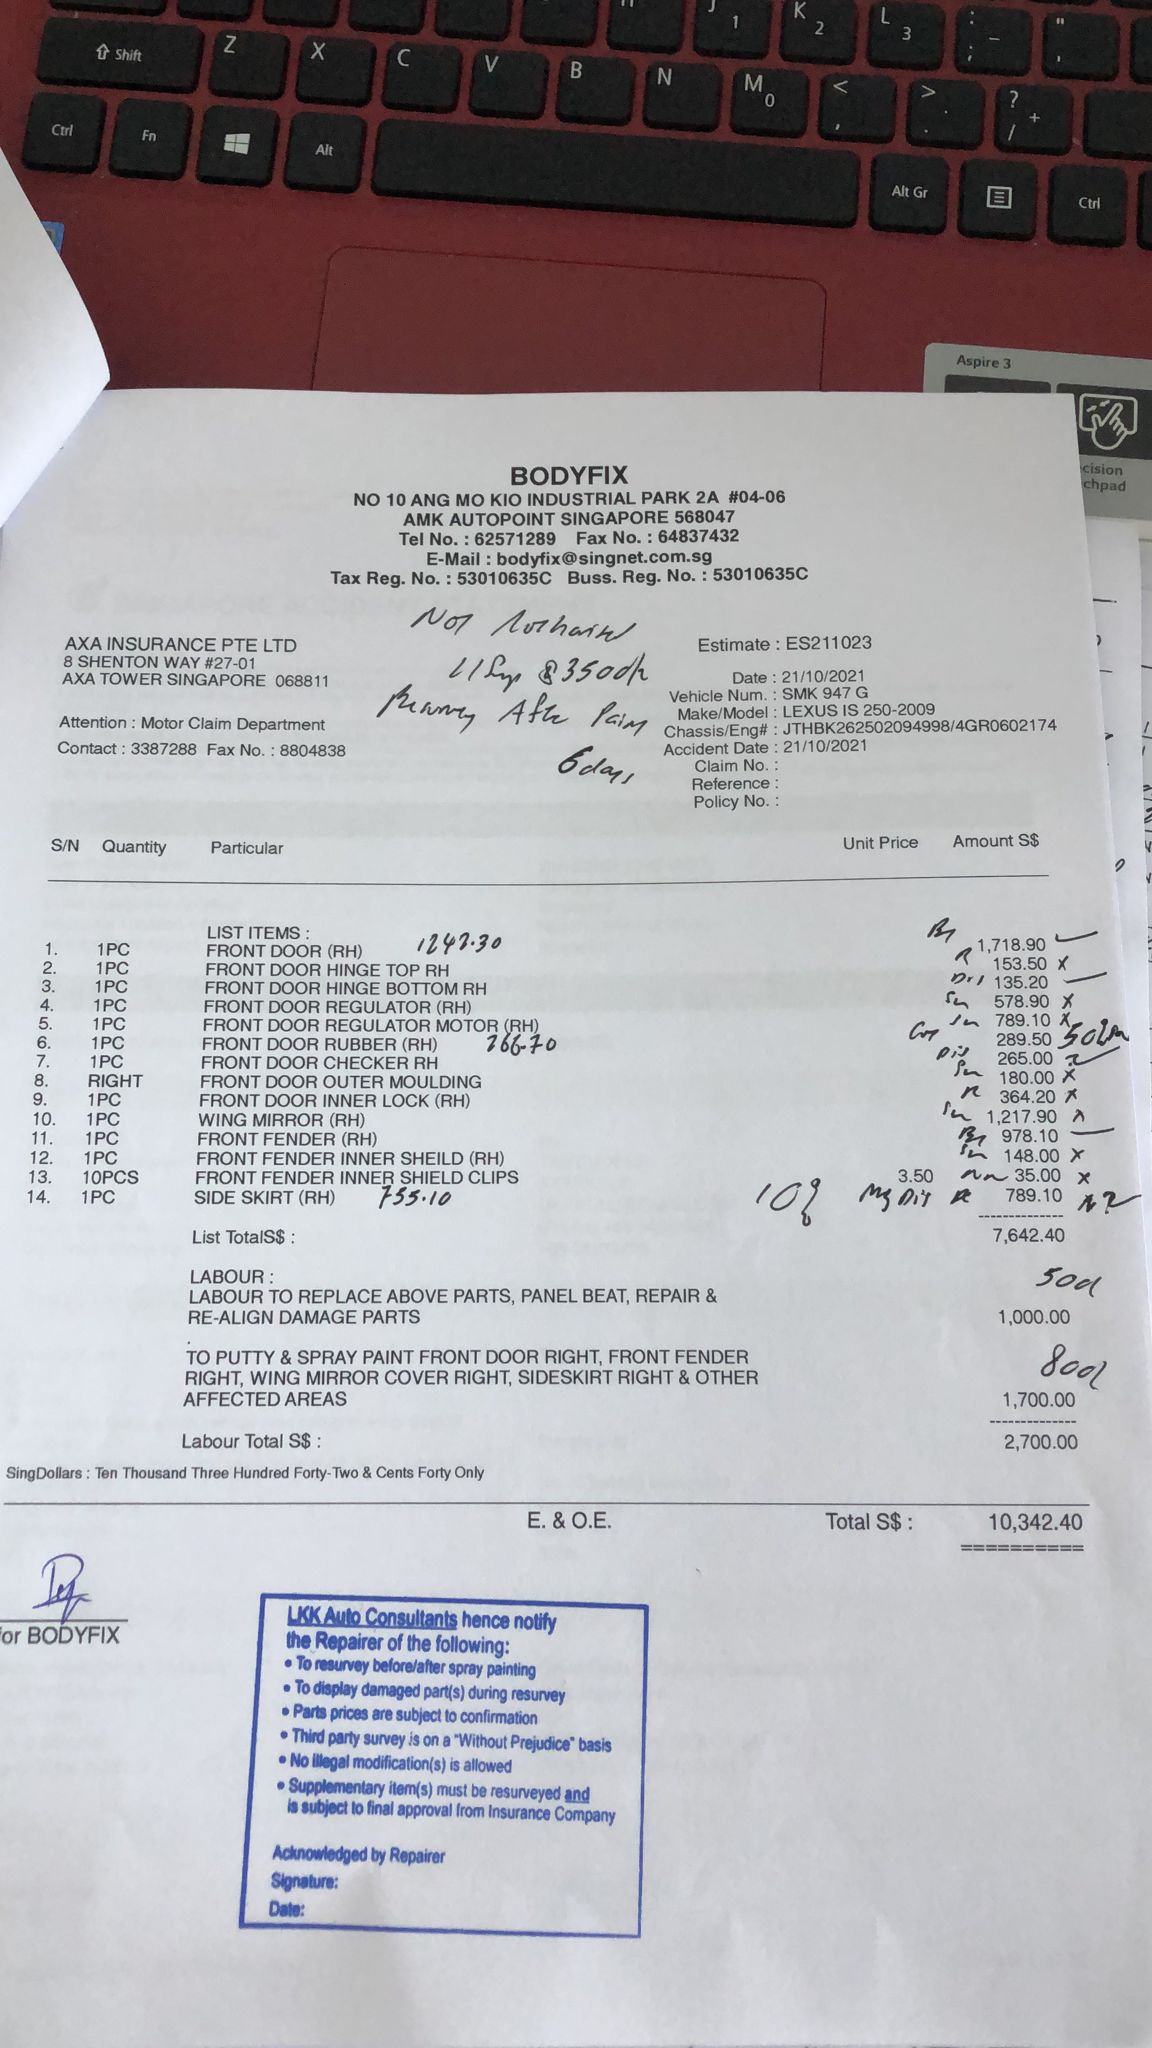 J
1
K
2
L
3
:
;
–
"
'
⇧ Shift
Z
X
C
V
B
N
M
0
<
,
>
.
?
/
+
Ctrl
Fn
Alt
Alt Gr
Ctrl
Aspire 3
BODYFIX
NO 10 ANG MO KIO INDUSTRIAL PARK 2A #04-06
AMK AUTOPOINT SINGAPORE 568047
Tel No. : 62571289 Fax No. : 64837432
E-Mail : bodyfix@singnet.com.sg
Tax Reg. No. : 53010635C Buss. Reg. No. : 53010635C
Not
AXA INSURANCE PTE LTD
8 SHENTON WAY #27-01
AXA TOWER SINGAPORE 068811
Attention : Motor Claim Department
Contact : 3387288 Fax No. : 8804838
After Paint
6 days
Estimate : ES211023
Date : 21/10/2021
Vehicle Num. : SMK 947 G
Make/Model : LEXUS IS 250-2009
Chassis/Eng# : JTHBK262502094998/4GR0602174
Accident Date : 21/10/2021
Claim No. :
Reference :
Policy No. :
S/N Quantity Particular Unit Price Amount S$
LIST ITEMS :
1. 1PC FRONT DOOR (RH) 1247.30 1,718.90
2. 1PC FRONT DOOR HINGE TOP RH 153.50 x
3. 1PC FRONT DOOR HINGE BOTTOM RH 135.20
4. 1PC FRONT DOOR REGULATOR (RH) 578.90 x
5. 1PC FRONT DOOR REGULATOR MOTOR (RH) 789.10 x
6. 1PC FRONT DOOR RUBBER (RH) 266.70 289.50
7. 1PC FRONT DOOR CHECKER RH 265.00
8. RIGHT FRONT DOOR OUTER MOULDING 180.00 x
9. 1PC FRONT DOOR INNER LOCK (RH) 364.20 x
10. 1PC WING MIRROR (RH) 1,217.90 x
11. 1PC FRONT FENDER (RH) 978.10
12. 1PC FRONT FENDER INNER SHEILD (RH) 148.00 x
13. 10PCS FRONT FENDER INNER SHIELD CLIPS 3.50 35.00 x
14. 1PC SIDE SKIRT (RH) 755.10 789.10
List TotalS$ : 7,642.40
LABOUR :
LABOUR TO REPLACE ABOVE PARTS, PANEL BEAT, REPAIR &
RE-ALIGN DAMAGE PARTS 1,000.00
.
TO PUTTY & SPRAY PAINT FRONT DOOR RIGHT, FRONT FENDER
RIGHT, WING MIRROR COVER RIGHT, SIDESKIRT RIGHT & OTHER
AFFECTED AREAS 1,700.00
Labour Total S$ : 2,700.00
SingDollars : Ten Thousand Three Hundred Forty-Two & Cents Forty Only
E. & O.E. Total S$ : 10,342.40
or BODYFIX
LKK Auto Consultants hence notify
the Repairer of the following:
• To resurvey before/after spray painting
• To display damaged part(s) during resurvey
• Parts prices are subject to confirmation
• Third party survey is on a "Without Prejudice" basis
• No illegal modification(s) is allowed
• Supplementary item(s) must be resurveyed and
is subject to final approval from Insurance Company
Acknowledged by Repairer
Signature:
Date: